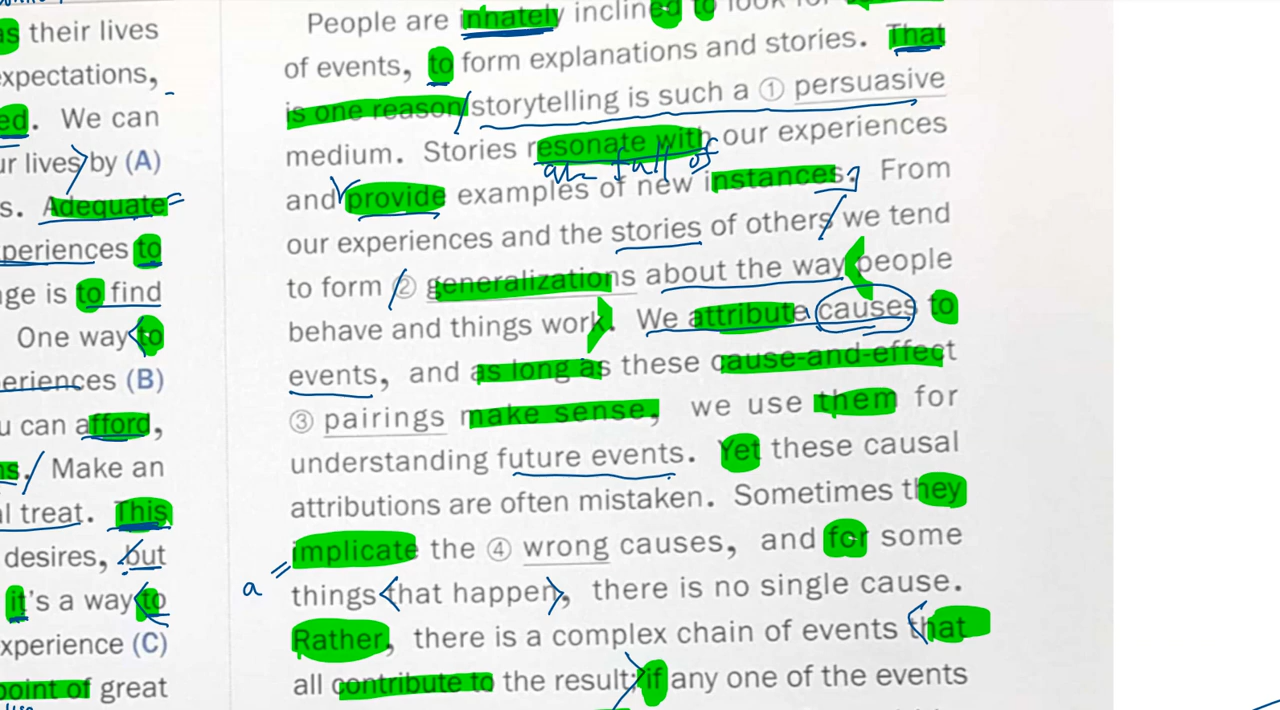 as their lives
expectations,
ed. We can
ur lives by (A)
s. Adequate
periences to
ge is to find
One way to
eriences (B)
u can afford,
ns. Make an
al treat. This
desires, but
it's a way to
xperience (C)
point of great
People are innately inclined to look for
of events, to form explanations and stories. That
is one reason storytelling is such a ① persuasive
medium. Stories resonate with our experiences
and provide examples of new instances. From
our experiences and the stories of others we tend
to form ② generalizations about the way people
behave and things work. We attribute causes to
events, and as long as these cause-and-effect
③ pairings make sense, we use them for
understanding future events. Yet these causal
attributions are often mistaken. Sometimes they
implicate the ④ wrong causes, and for some
a
things that happen, there is no single cause.
Rather, there is a complex chain of events that
all contribute to the result; if any one of the events